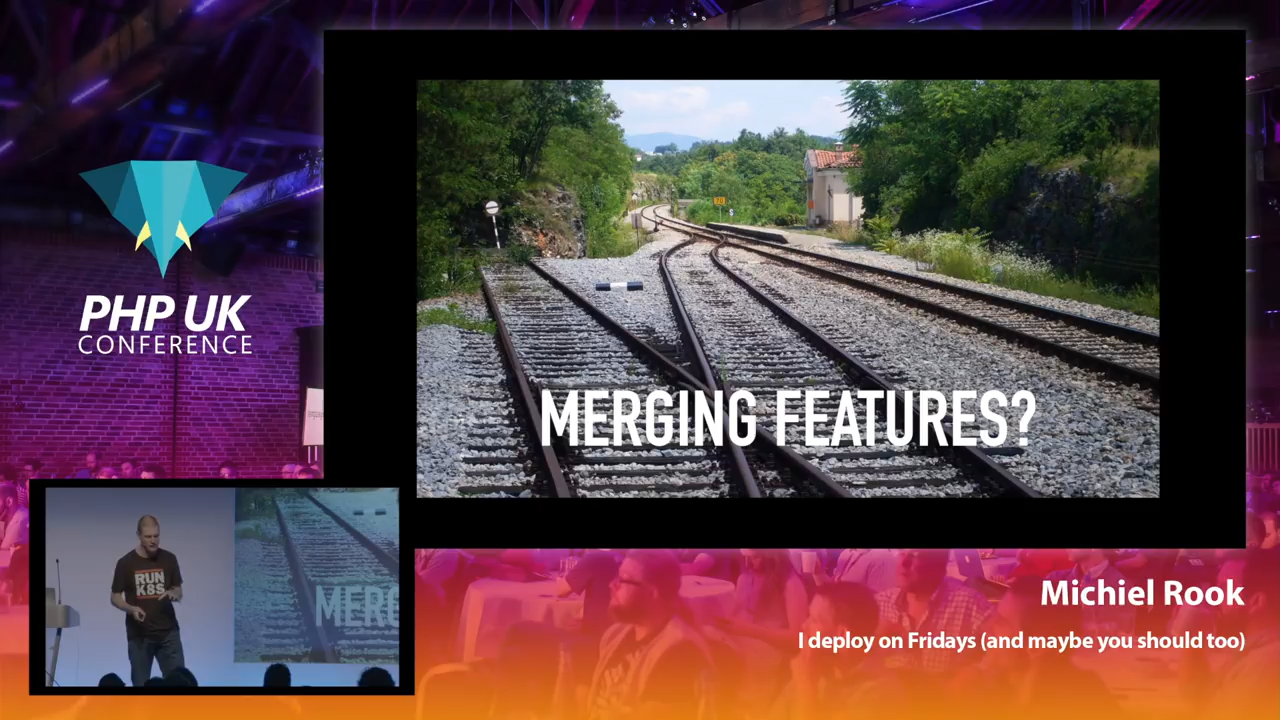 PHP UK
CONFERENCE
MERGING FEATURES?
RUN
K8S
MERG
Michiel Rook
I deploy on Fridays (and maybe you should too)